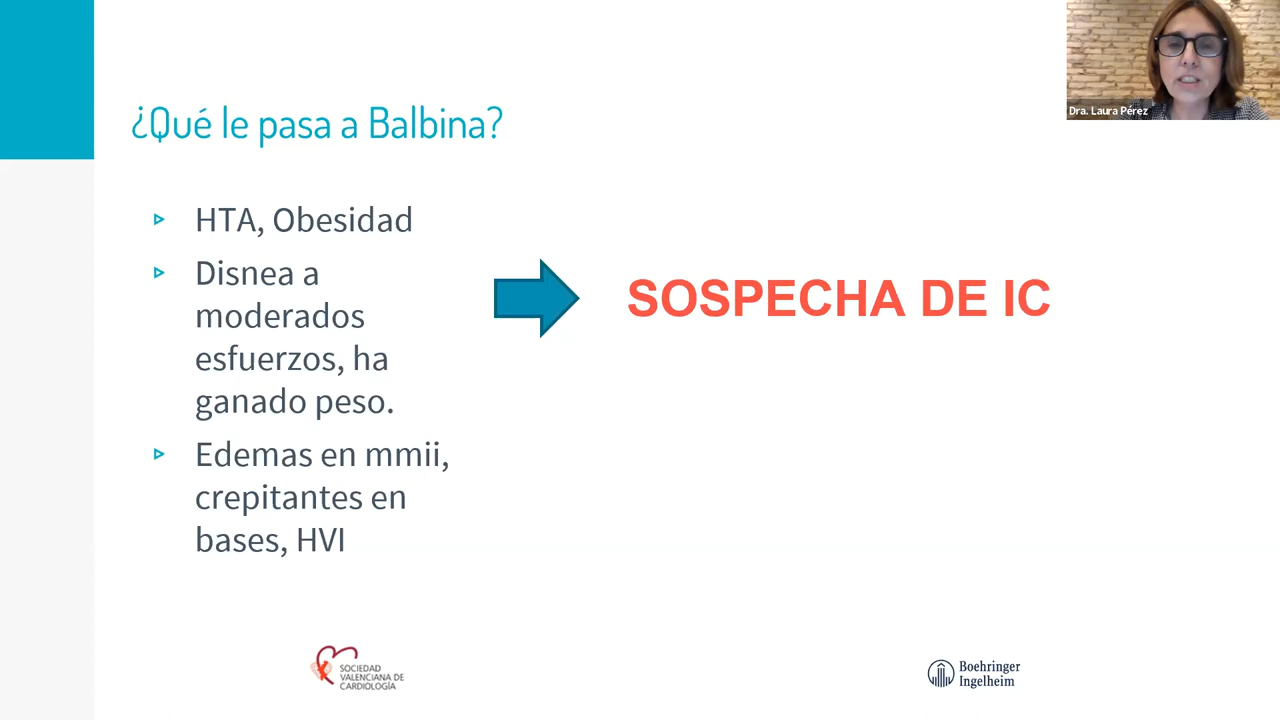 Dra. Laura Pérez
¿Qué le pasa a Balbina?
HTA, Obesidad
Disnea a
moderados
esfuerzos, ha
ganado peso.
Edemas en mmii,
crepitantes en
bases, HVI
SOSPECHA DE IC
SOCIEDAD
VALENCIANA DE
CARDIOLOGÍA
Boehringer
Ingelheim